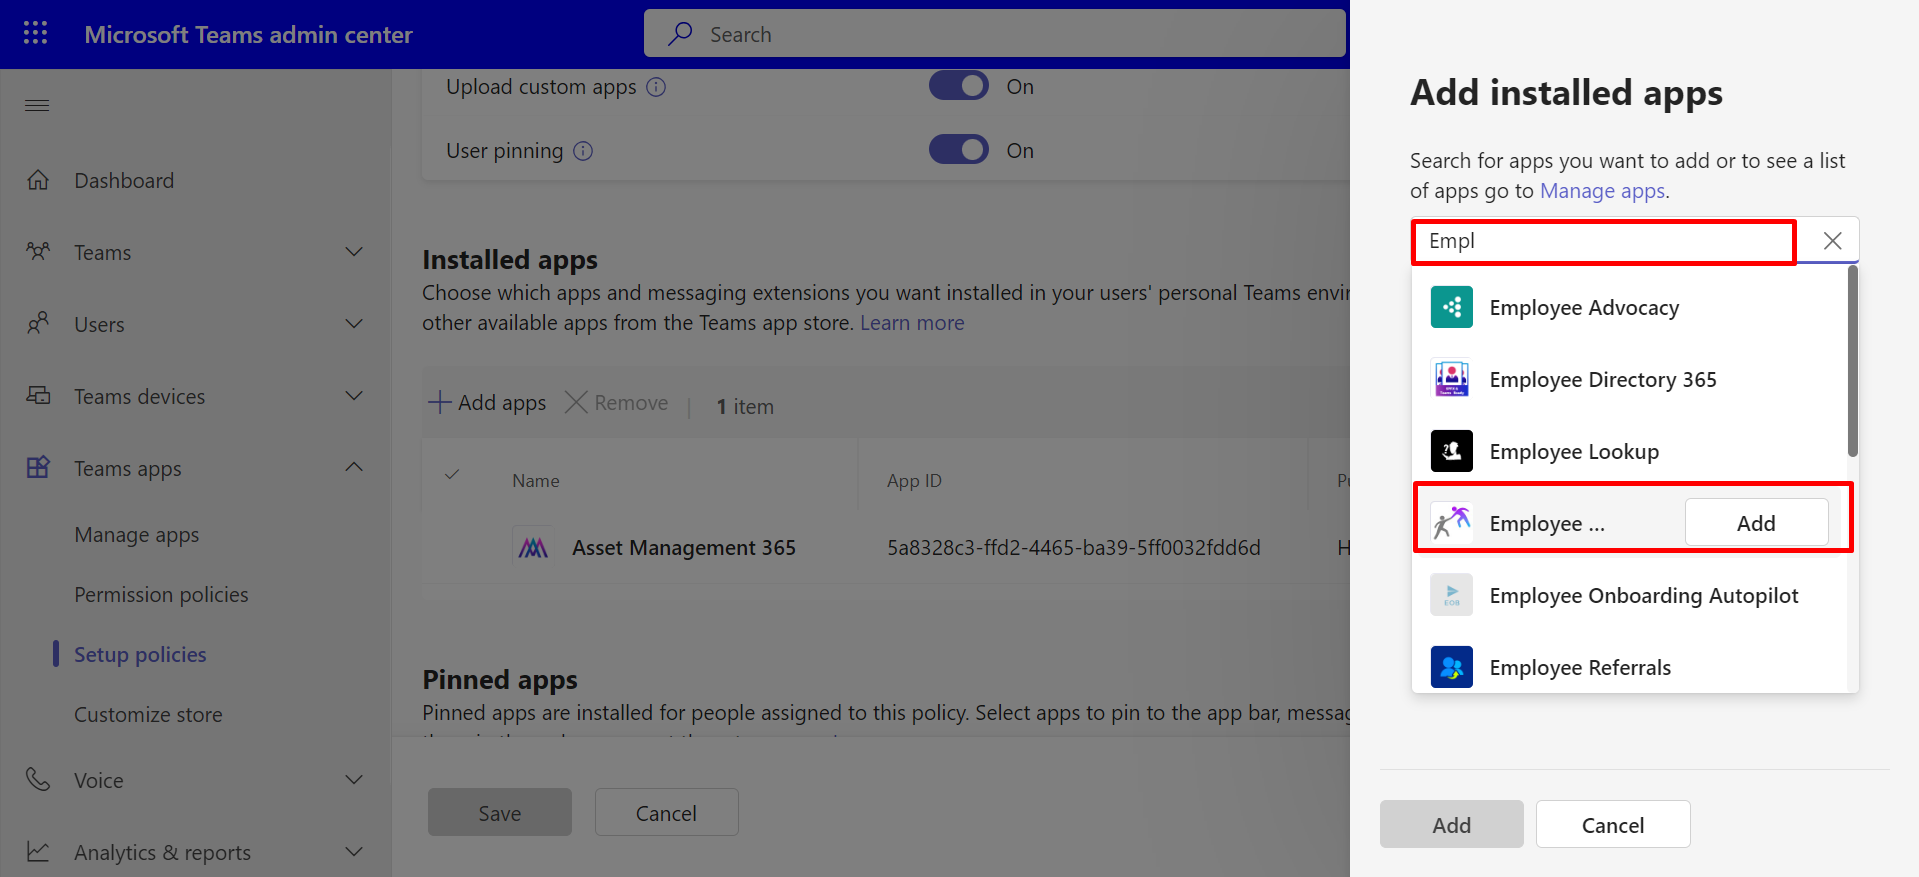 Microsoft Teams admin center
Search
Dashboard
Teams
Users
Teams devices
Teams apps
Manage apps
Permission policies
Setup policies
Customize store
Voice
Analytics & reports
Upload custom apps
On
User pinning
On
Installed apps
Choose which apps and messaging extensions you want installed in your users' personal Teams
other available apps from the Teams app store. Learn more
Add apps
Remove
1 item
Name
App ID
Asset Management 365
5a8328c3-ffd2-4465-ba39-5ff0032fdd6d
Pinned apps
Pinned apps are installed for people assigned to this policy. Select apps to pin to the app bar,
Save
Cancel
Add installed apps
Search for apps you want to add or to see a list
of apps go to Manage apps.
Empl
Employee Advocacy
Employee Directory 365
Employee Lookup
Employee ...
Add
EOB
Employee Onboarding Autopilot
Employee Referrals
Add
Cancel